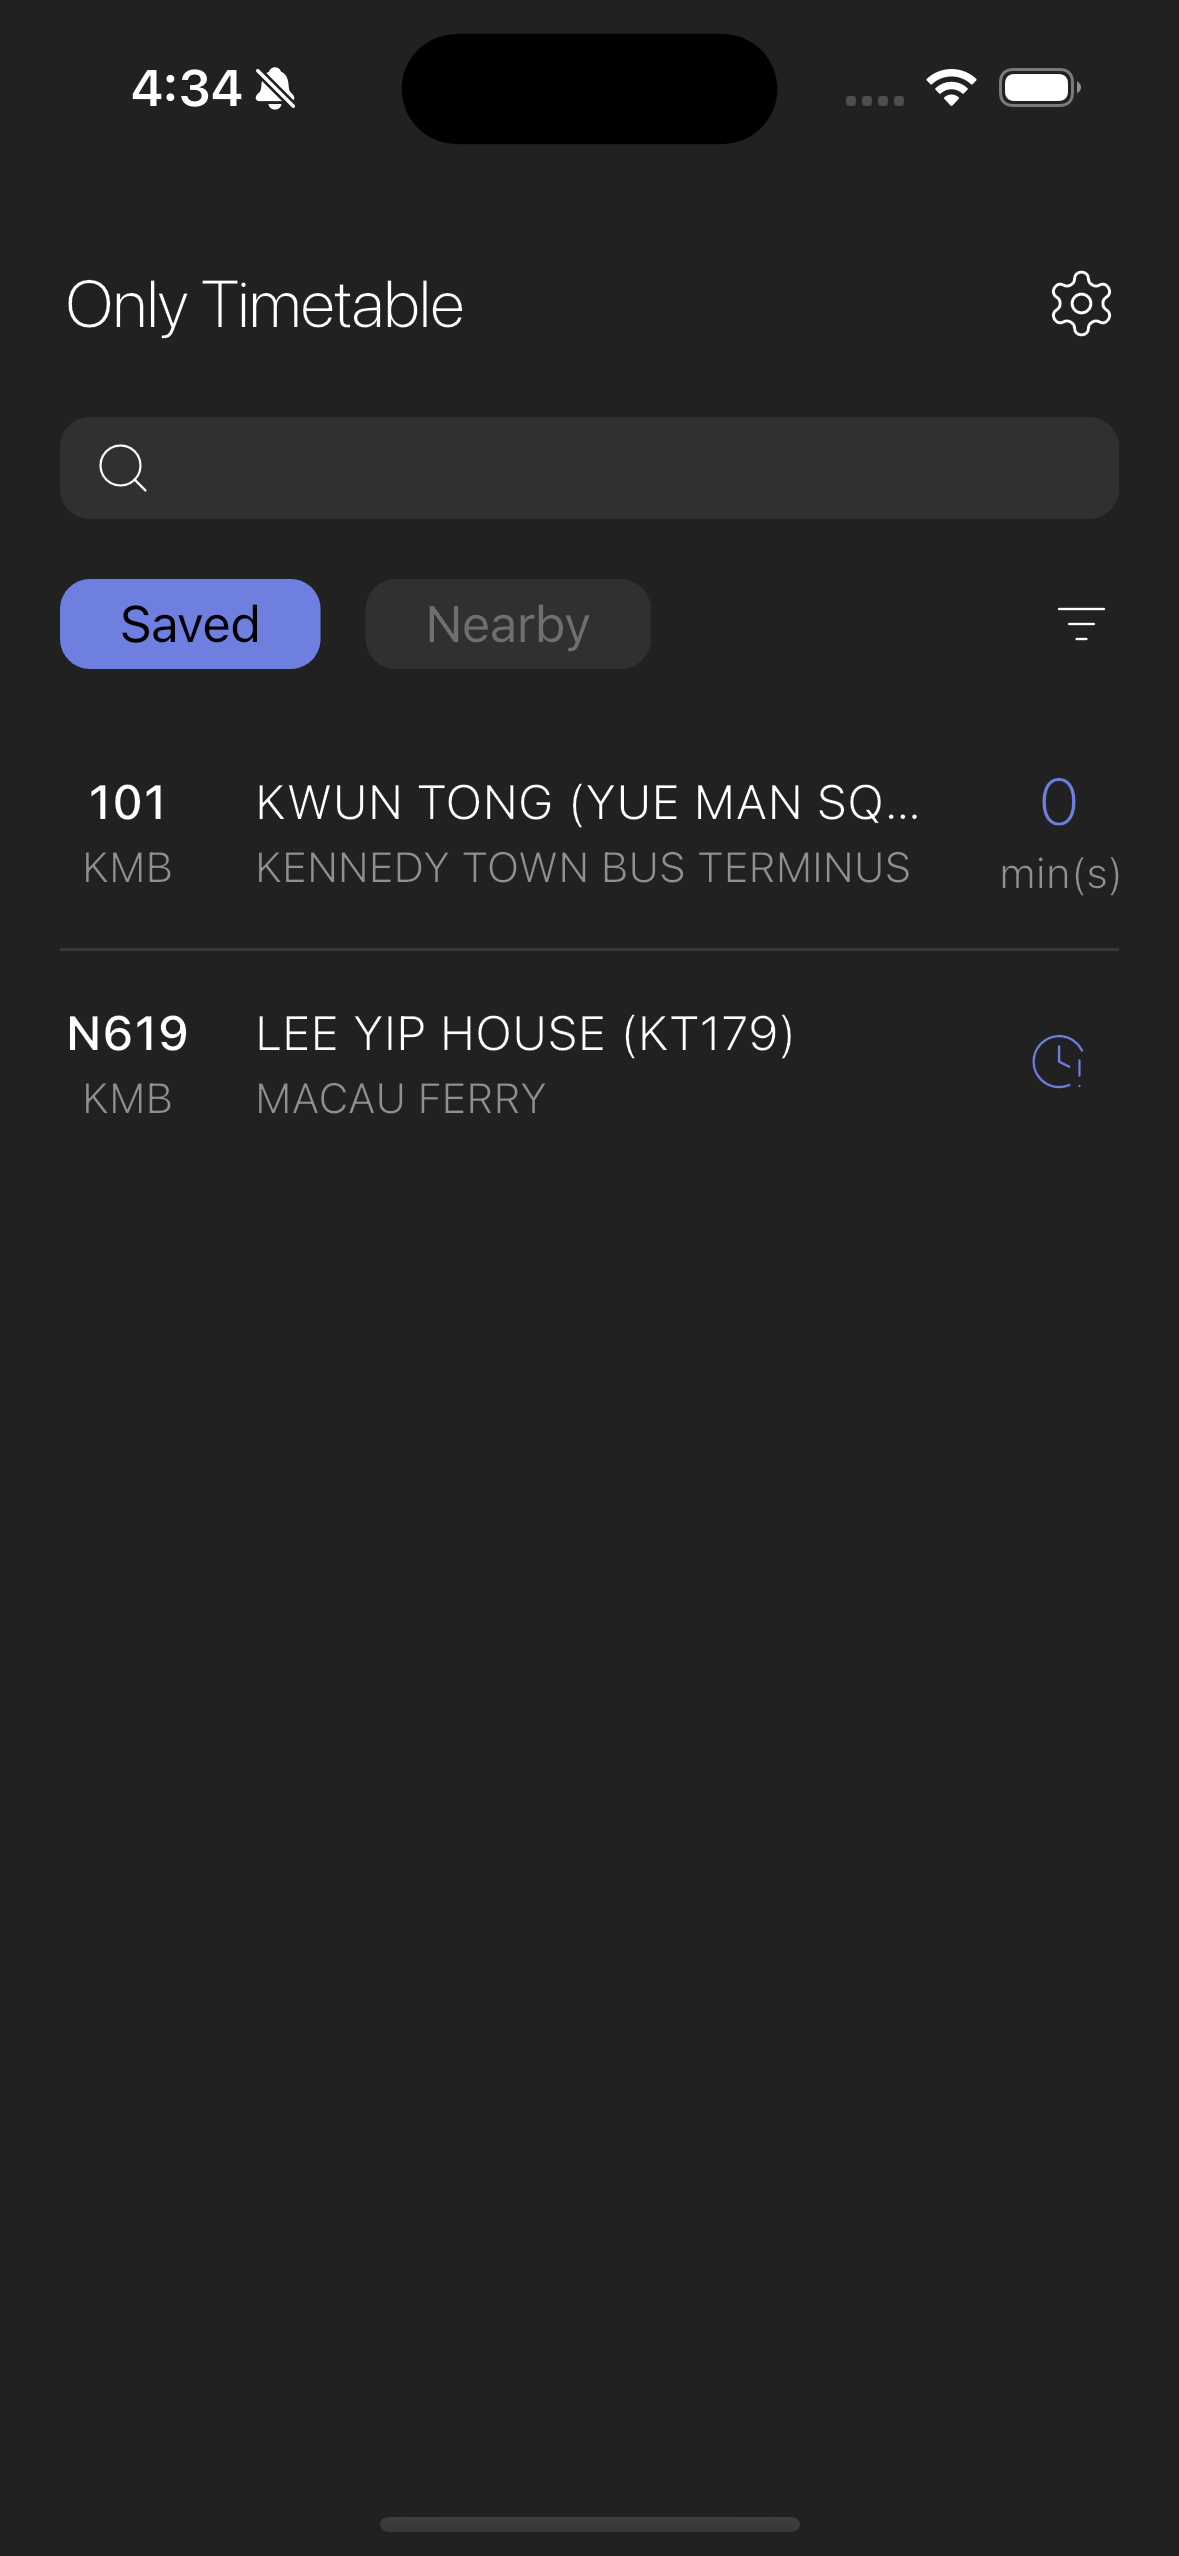 4:34
Only Timetable
Saved
Nearby
101
KWUN TONG (YUE MAN SQ...
0
KMB
KENNEDY TOWN BUS TERMINUS
min(s)
N619
LEE YIP HOUSE (KT179)
KMB
MACAU FERRY